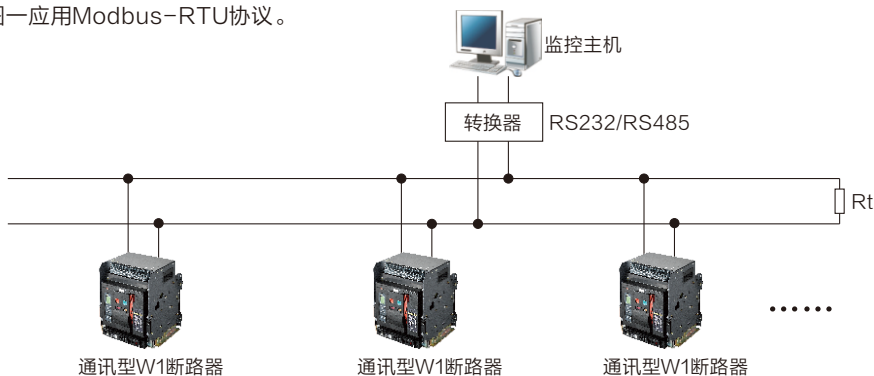 一应用Modbus-RTU协议。
监控主机
转换器
RS232/RS485
Rt
......
通讯型W1断路器
通讯型W1断路器
通讯型W1断路器